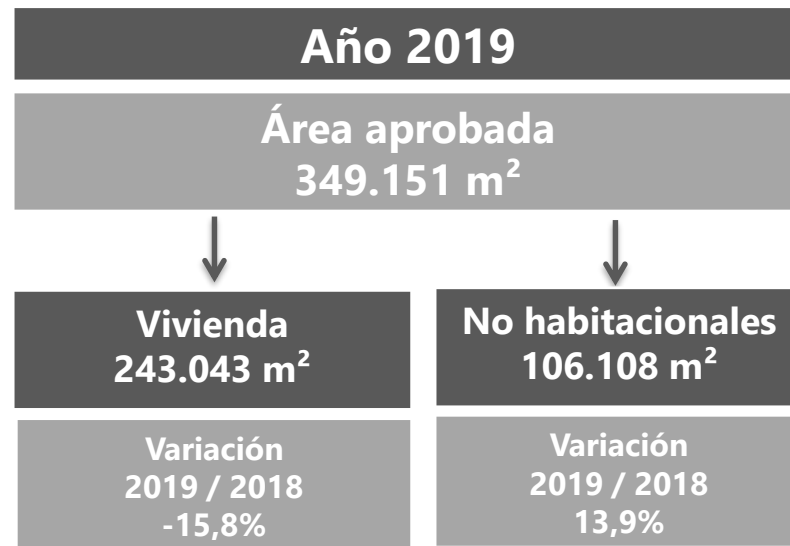 Año 2019
Área aprobada
349.151 m²
Vivienda
243.043 m²
No habitacionales
106.108 m²
Variación
2019 / 2018
-15,8%
Variación
2019 / 2018
13,9%